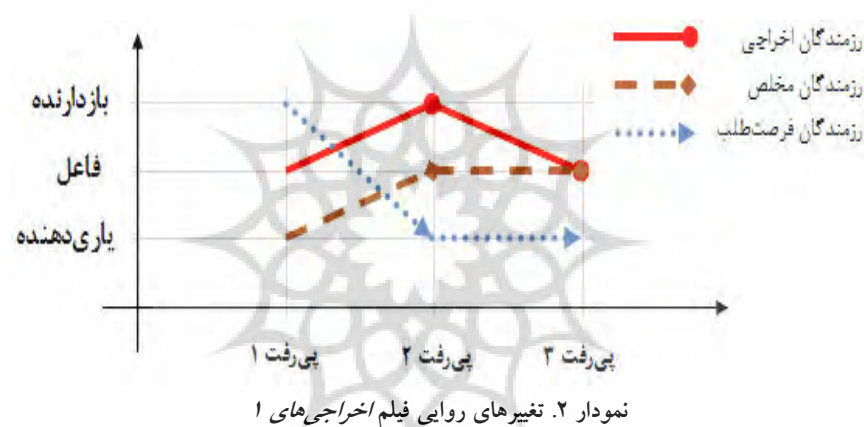 رزمندگان اخراجی
رزمندگان مخلص
رزمندگان فرصت‌طلب
بازدارنده
فاعل
یاری‌دهنده
پی‌رفت ۱
پی‌رفت ۲
پی‌رفت ۳
نمودار ۲. تغییرهای روایی فیلم اخراجی‌های ۱